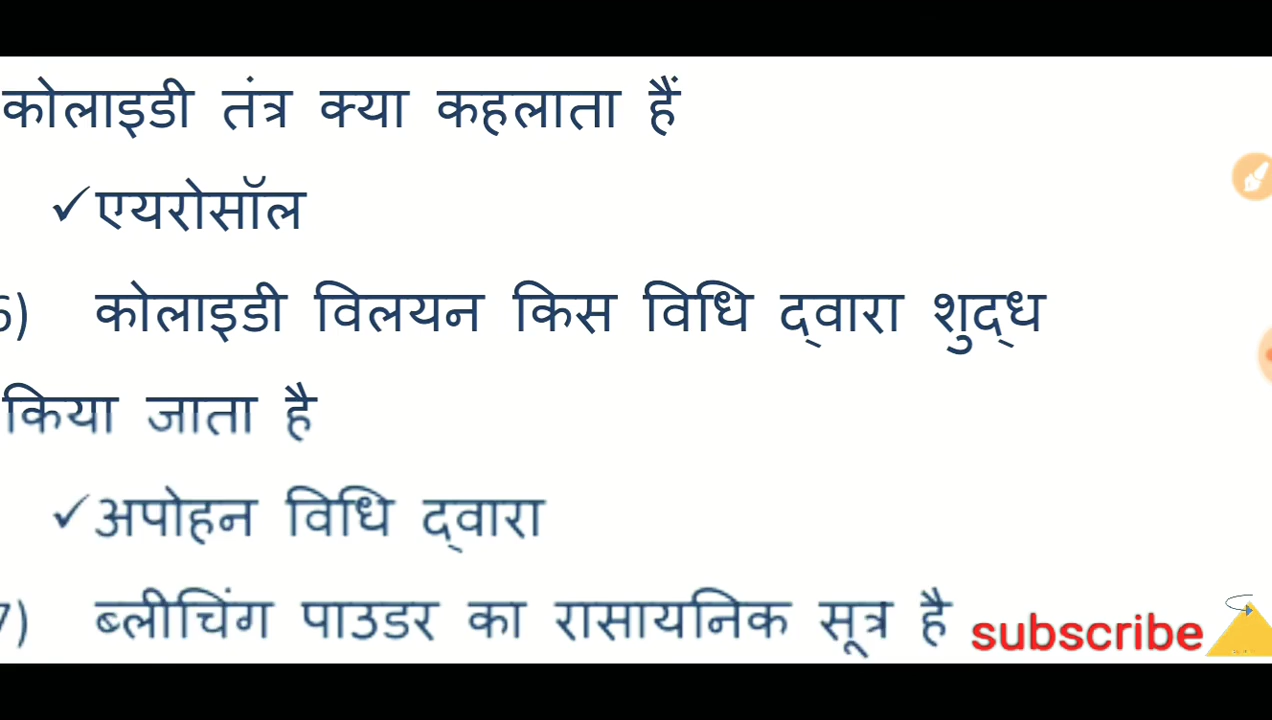 कोलाइडी तंत्र क्या कहलाता हैं
✓एयरोसॉल
6) कोलाइडी विलयन किस विधि द्वारा शुद्ध
किया जाता है
✓अपोहन विधि द्वारा
7) ब्लीचिंग पाउडर का रासायनिक सूत्र है
subscribe